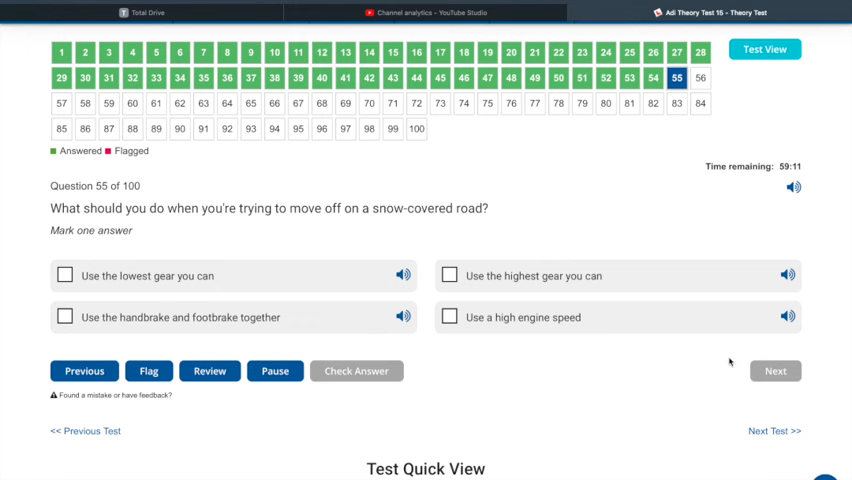 Total Drive
Channel analytics – YouTube Studio
Adi Theory Test 15 - Theory Test
1 2 3 4 5 6 7 8 9 10 11 12 13 14 15 16 17 18 19 20 21 22 23 24 25 26 27 28
Test View
29 30 31 32 33 34 35 36 37 38 39 40 41 42 43 44 45 46 47 48 49 50 51 52 53 54 55 56
57 58 59 60 61 62 63 64 65 66 67 68 69 70 71 72 73 74 75 76 77 78 79 80 81 82 83 84
85 86 87 88 89 90 91 92 93 94 95 96 97 98 99 100
Answered Flagged
Time remaining: 59:11
Question 55 of 100
What should you do when you're trying to move off on a snow-covered road?
Mark one answer
Use the lowest gear you can
Use the highest gear you can
Use the handbrake and footbrake together
Use a high engine speed
Previous Flag Review Pause Check Answer Next
Found a mistake or have feedback?
<< Previous Test Next Test >>
Test Quick View